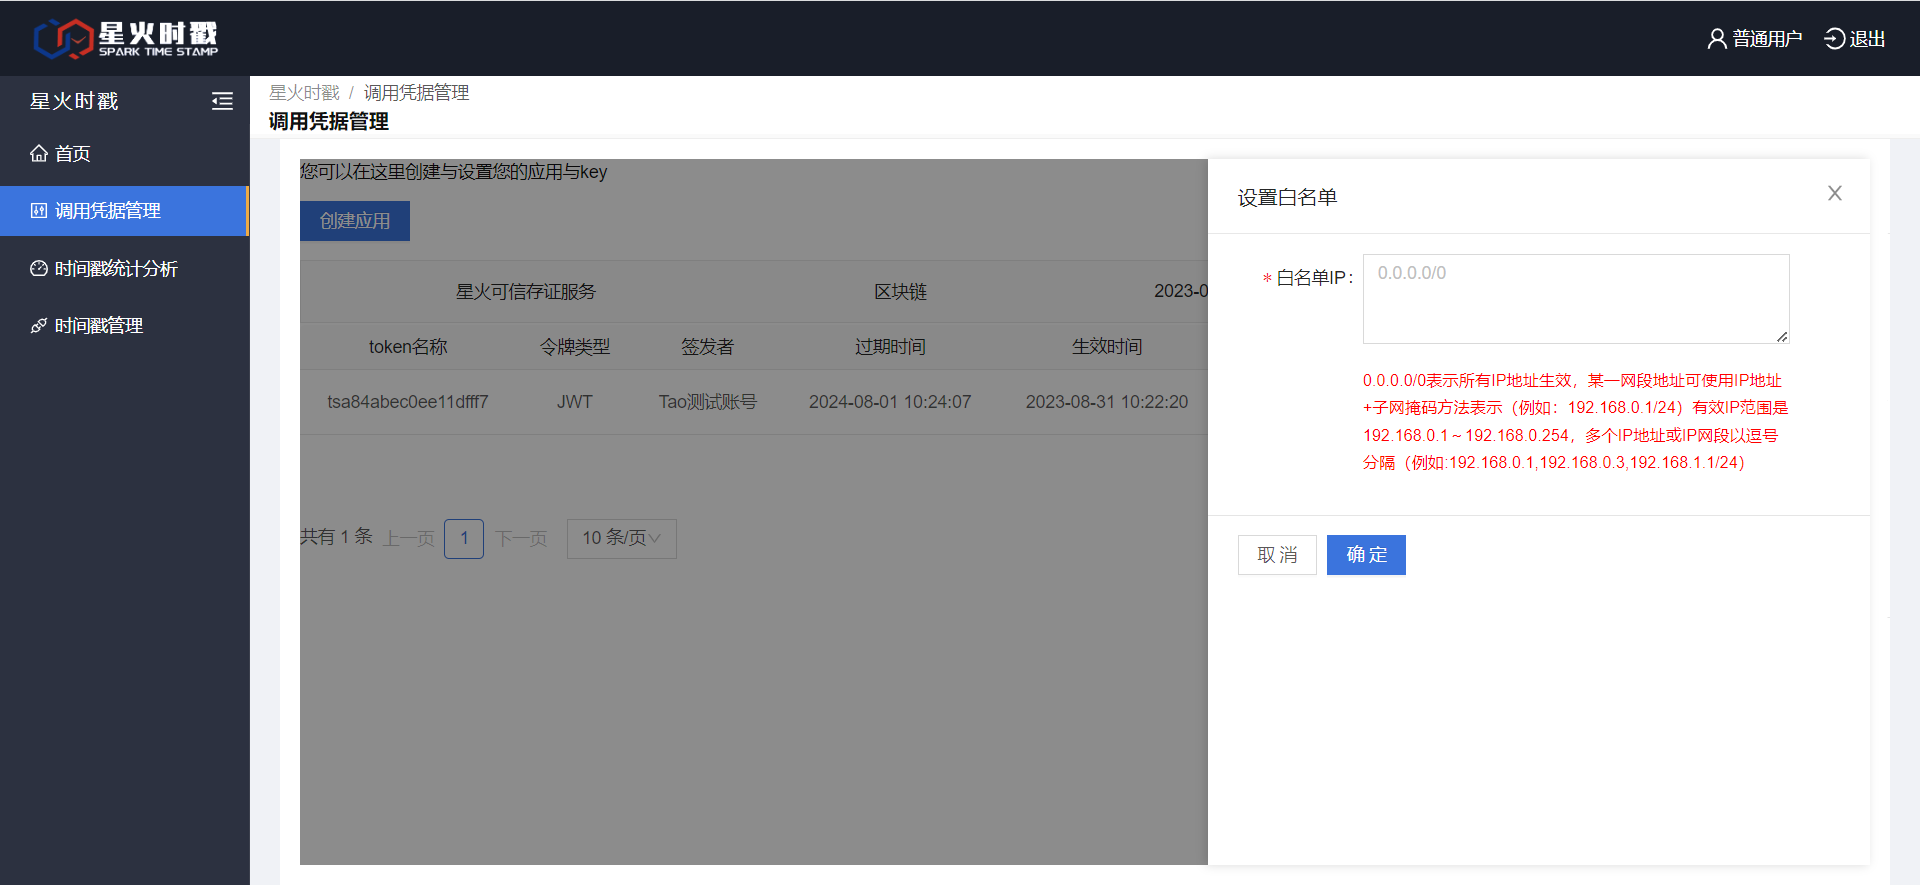 星火时戳
SPARK TIME STAMP
普通用户
退出
星火时戳
首页
调用凭据管理
时间戳统计分析
时间戳管理
星火时戳 / 调用凭据管理
调用凭据管理
您可以在这里创建与设置您的应用与key
创建应用
星火可信存证服务 区块链 2023-0
token名称 令牌类型 签发者 过期时间 生效时间
tsa84abec0ee11dfff7 JWT Tao测试账号 2024-08-01 10:24:07 2023-08-31 10:22:20
共有 1 条 上一页 1 下一页 10 条/页
设置白名单
* 白名单IP: 0.0.0.0/0
0.0.0.0/0表示所有IP地址生效，某一网段地址可使用IP地址
+子网掩码方法表示（例如：192.168.0.1/24）有效IP范围是
192.168.0.1 ~ 192.168.0.254，多个IP地址或IP网段以逗号
分隔（例如:192.168.0.1,192.168.0.3,192.168.1.1/24）
取 消 确 定